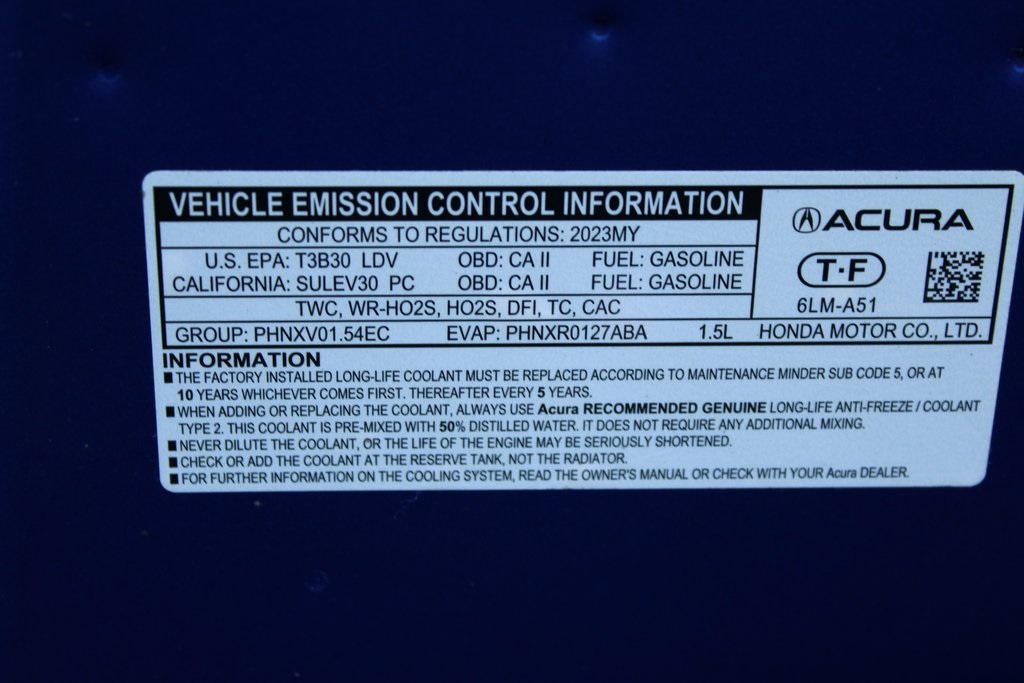 VEHICLE EMISSION CONTROL INFORMATION
CONFORMS TO REGULATIONS: 2023MY
U.S. EPA: T3B30 LDV OBD: CA II FUEL: GASOLINE
CALIFORNIA: SULEV30 PC OBD: CA II FUEL: GASOLINE
TWC, WR-HO2S, HO2S, DFI, TC, CAC
ACURA
T·F
6LM-A51
GROUP: PHNXV01.54EC EVAP: PHNXR0127ABA 1.5L HONDA MOTOR CO., LTD.
INFORMATION
■ THE FACTORY INSTALLED LONG-LIFE COOLANT MUST BE REPLACED ACCORDING TO MAINTENANCE MINDER SUB CODE 5, OR AT
10 YEARS WHICHEVER COMES FIRST. THEREAFTER EVERY 5 YEARS.
■ WHEN ADDING OR REPLACING THE COOLANT, ALWAYS USE Acura RECOMMENDED GENUINE LONG-LIFE ANTI-FREEZE / COOLANT
TYPE 2. THIS COOLANT IS PRE-MIXED WITH 50% DISTILLED WATER. IT DOES NOT REQUIRE ANY ADDITIONAL MIXING.
■ NEVER DILUTE THE COOLANT, OR THE LIFE OF THE ENGINE MAY BE SERIOUSLY SHORTENED.
■ CHECK OR ADD THE COOLANT AT THE RESERVE TANK, NOT THE RADIATOR.
■ FOR FURTHER INFORMATION ON THE COOLING SYSTEM, READ THE OWNER'S MANUAL OR CHECK WITH YOUR Acura DEALER.